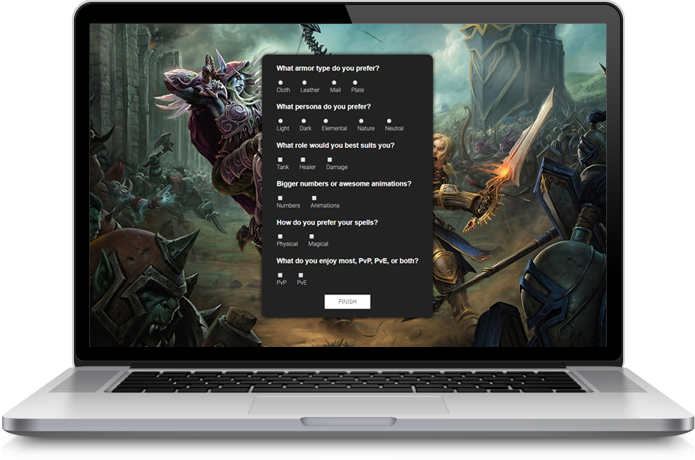 What armor type do you prefer?
Cloth Leather Mail Plate
What persona do you prefer?
Light Dark Elemental Nature Neutral
What role would you best suits you?
Tank Healer Damage
Bigger numbers or awesome animations?
Numbers Animations
How do you prefer your spells?
Physical Magical
What do you enjoy most, PvP, PvE, or both?
PvP PvE
FINISH